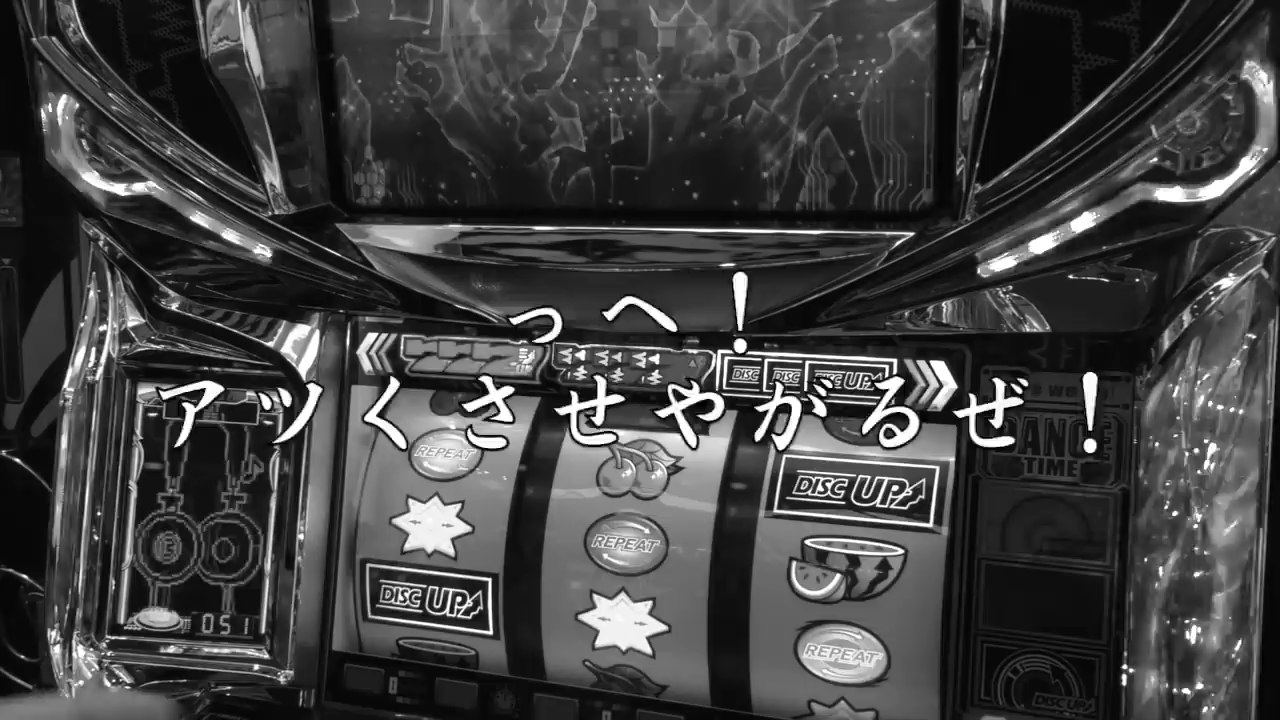 っへ！
アツくさせやがるぜ！
DISC DISC DISC UP
REPEAT
DISC UP
DANCE
TIME
REPEAT
DISC UP
REPEAT
051
DISC UP